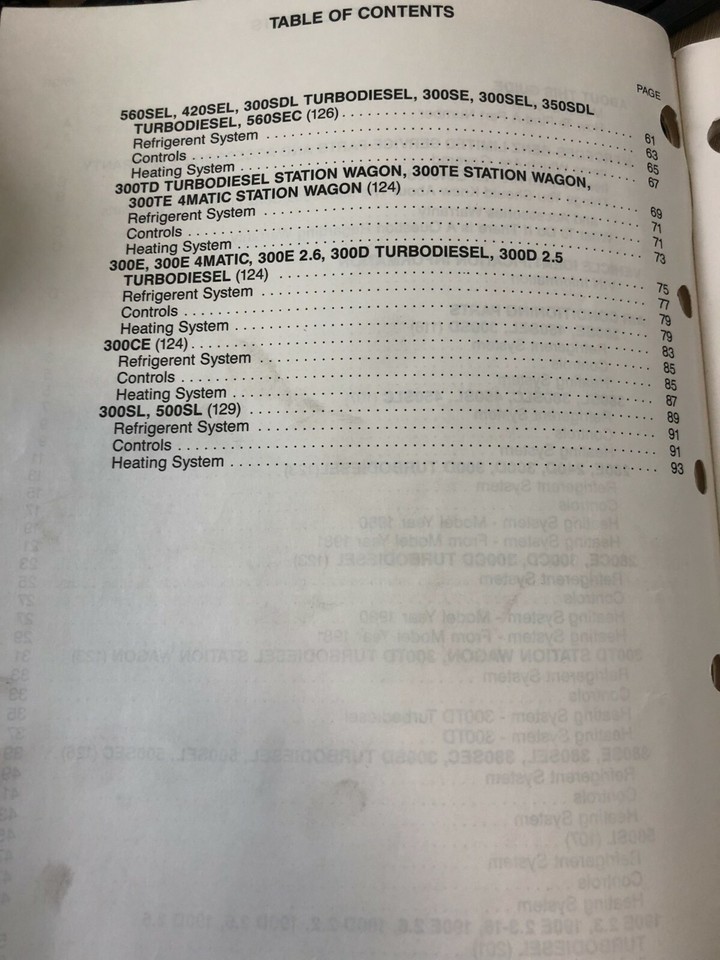 TABLE OF CONTENTS
PAGE
560SEL, 420SEL, 300SDL TURBODIESEL, 300SE, 300SEL, 350SDL
TURBODIESEL, 560SEC (126) 61
Refrigerent System 63
Controls 65
Heating System 67
300TD TURBODIESEL STATION WAGON, 300TE STATION WAGON,
300TE 4MATIC STATION WAGON (124) 69
Refrigerent System 71
Controls 71
Heating System 73
300E, 300E 4MATIC, 300E 2.6, 300D TURBODIESEL, 300D 2.5
TURBODIESEL (124) 75
Refrigerent System 77
Controls 79
Heating System 79
300CE (124) 83
Refrigerent System 85
Controls 85
Heating System 87
300SL, 500SL (129) 89
Refrigerent System 91
Controls 91
Heating System 93